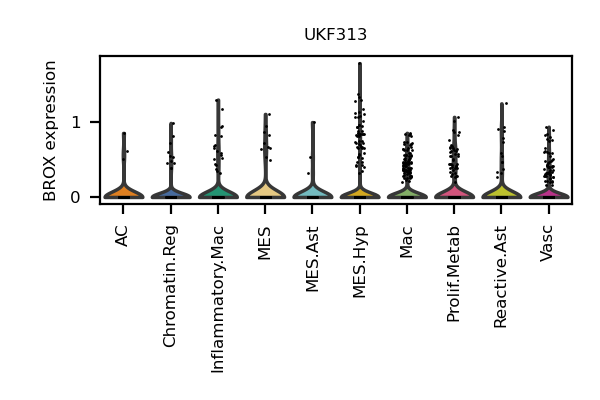 UKF313
BROX expression
1
0
AC
Chromatin.Reg
Inflammatory.Mac
MES
MES.Ast
MES.Hyp
Mac
Prolif.Metab
Reactive.Ast
Vasc